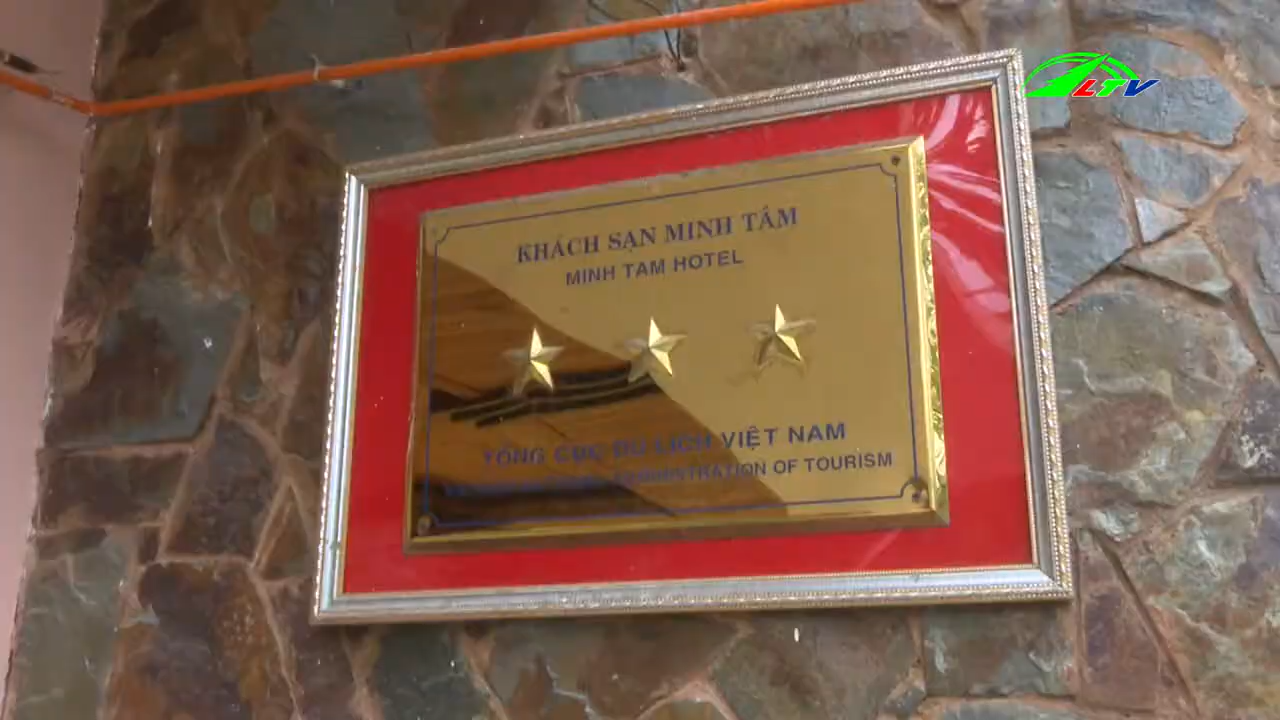 LTV
KHÁCH SẠN MINH TÂM
MINH TAM HOTEL
TỔNG CỤC DU LỊCH VIỆT NAM
ADMINISTRATION OF TOURISM